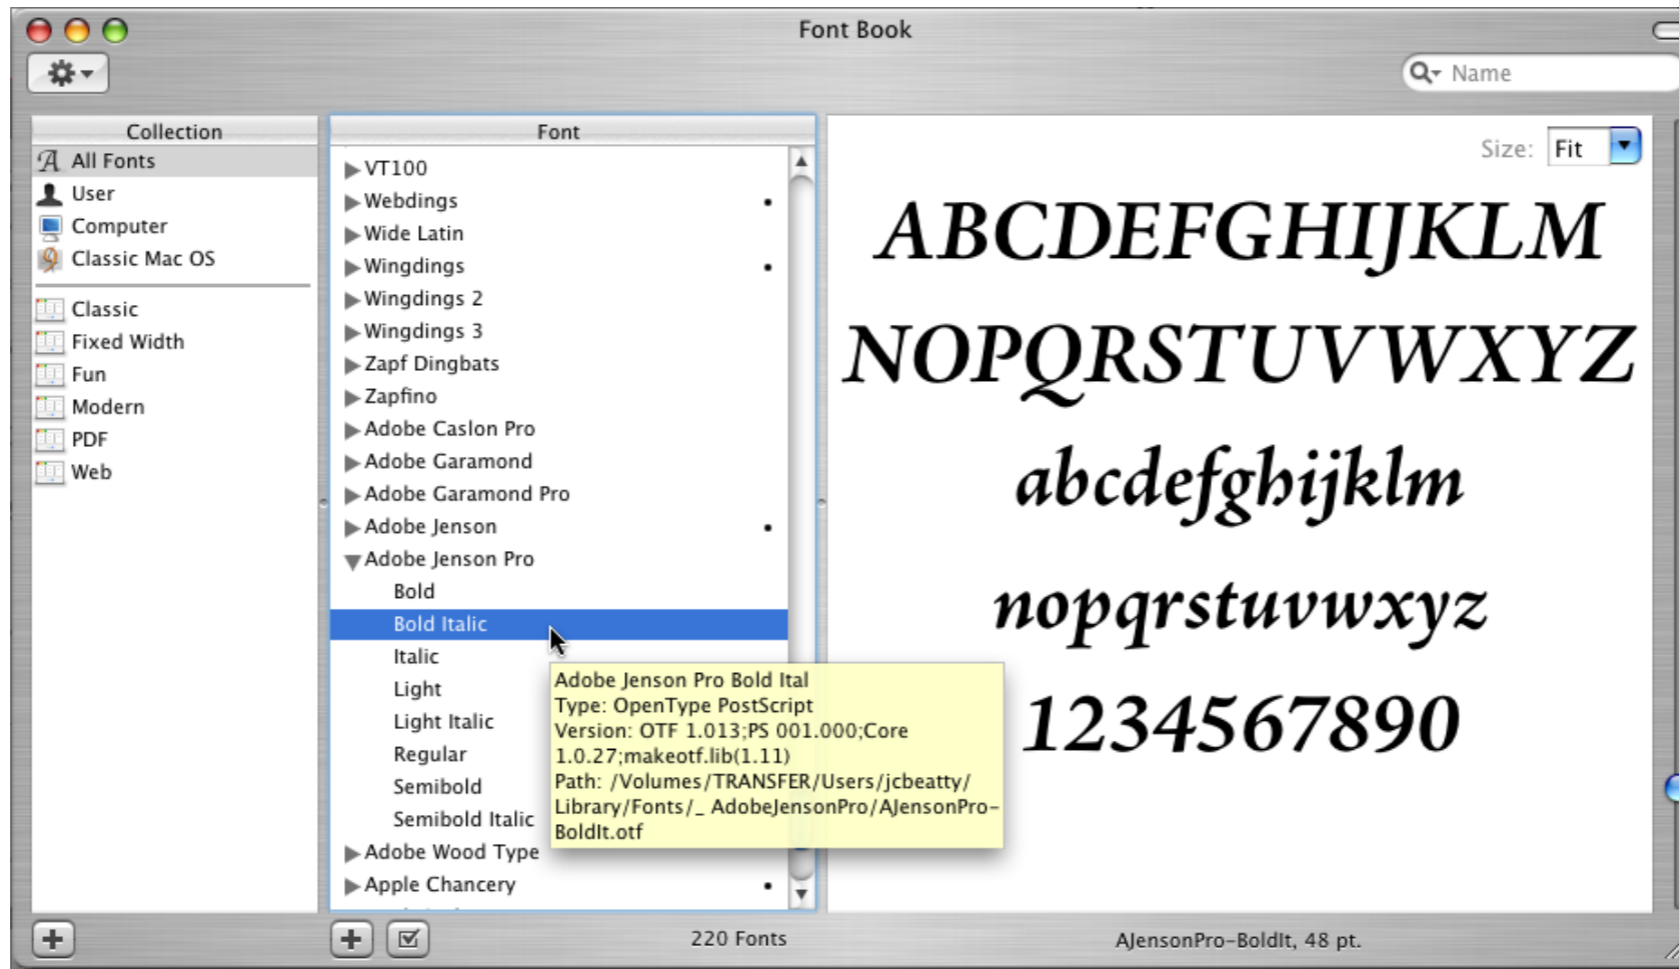 Font Book
Name
Collection
All Fonts
User
Computer
Classic Mac OS
Classic
Fixed Width
Fun
Modern
PDF
Web
Font
VT100
Webdings
Wide Latin
Wingdings
Wingdings 2
Wingdings 3
Zapf Dingbats
Zapfino
Adobe Caslon Pro
Adobe Garamond
Adobe Garamond Pro
Adobe Jenson
Adobe Jenson Pro
Bold
Bold Italic
Italic
Light
Light Italic
Regular
Semibold
Semibold Italic
Adobe Wood Type
Apple Chancery
Adobe Jenson Pro Bold Ital
Type: OpenType PostScript
Version: OTF 1.013;PS 001.000;Core
1.0.27;makeotf.lib(1.11)
Path: /Volumes/TRANSFER/Users/jcbeatty/
Library/Fonts/_ AdobeJensonPro/AJensonPro-
BoldIt.otf
Size: Fit
ABCDEFGHIJKLM
NOPQRSTUVWXYZ
abcdefghijklm
nopqrstuvwxyz
1234567890
220 Fonts
AJensonPro-BoldIt, 48 pt.